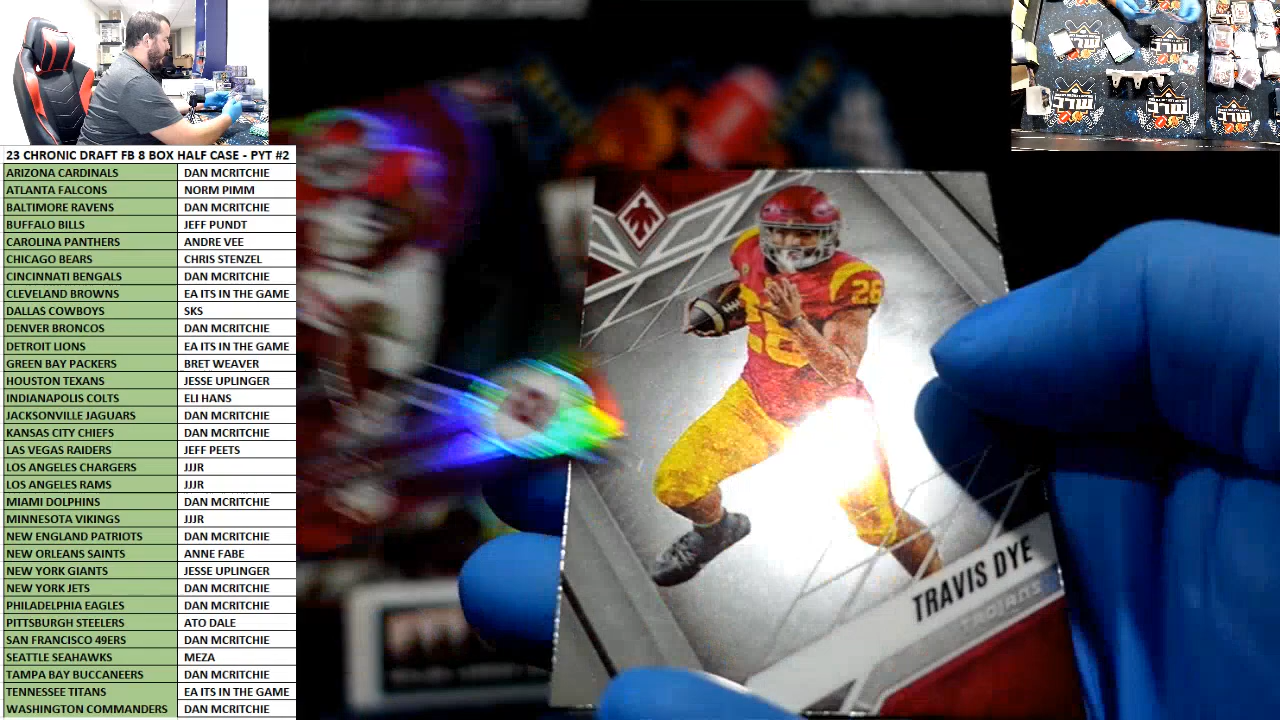 23 CHRONIC DRAFT FB 8 BOX HALF CASE - PYT #2
ARIZONA CARDINALS DAN MCRITCHIE
ATLANTA FALCONS NORM PIMM
BALTIMORE RAVENS DAN MCRITCHIE
BUFFALO BILLS JEFF PUNDT
CAROLINA PANTHERS ANDRE VEE
CHICAGO BEARS CHRIS STENZEL
CINCINNATI BENGALS DAN MCRITCHIE
CLEVELAND BROWNS EA ITS IN THE GAME
DALLAS COWBOYS SKS
DENVER BRONCOS DAN MCRITCHIE
DETROIT LIONS EA ITS IN THE GAME
GREEN BAY PACKERS BRET WEAVER
HOUSTON TEXANS JESSE UPLINGER
INDIANAPOLIS COLTS ELI HANS
JACKSONVILLE JAGUARS DAN MCRITCHIE
KANSAS CITY CHIEFS DAN MCRITCHIE
LAS VEGAS RAIDERS JEFF PEETS
LOS ANGELES CHARGERS JJJR
LOS ANGELES RAMS JJJR
MIAMI DOLPHINS DAN MCRITCHIE
MINNESOTA VIKINGS JJJR
NEW ENGLAND PATRIOTS DAN MCRITCHIE
NEW ORLEANS SAINTS ANNE FABE
NEW YORK GIANTS JESSE UPLINGER
NEW YORK JETS DAN MCRITCHIE
PHILADELPHIA EAGLES DAN MCRITCHIE
PITTSBURGH STEELERS ATO DALE
SAN FRANCISCO 49ERS DAN MCRITCHIE
SEATTLE SEAHAWKS MEZA
TAMPA BAY BUCCANEERS DAN MCRITCHIE
TENNESSEE TITANS EA ITS IN THE GAME
WASHINGTON COMMANDERS DAN MCRITCHIE
26
26
TRAVIS DYE
TROJANS